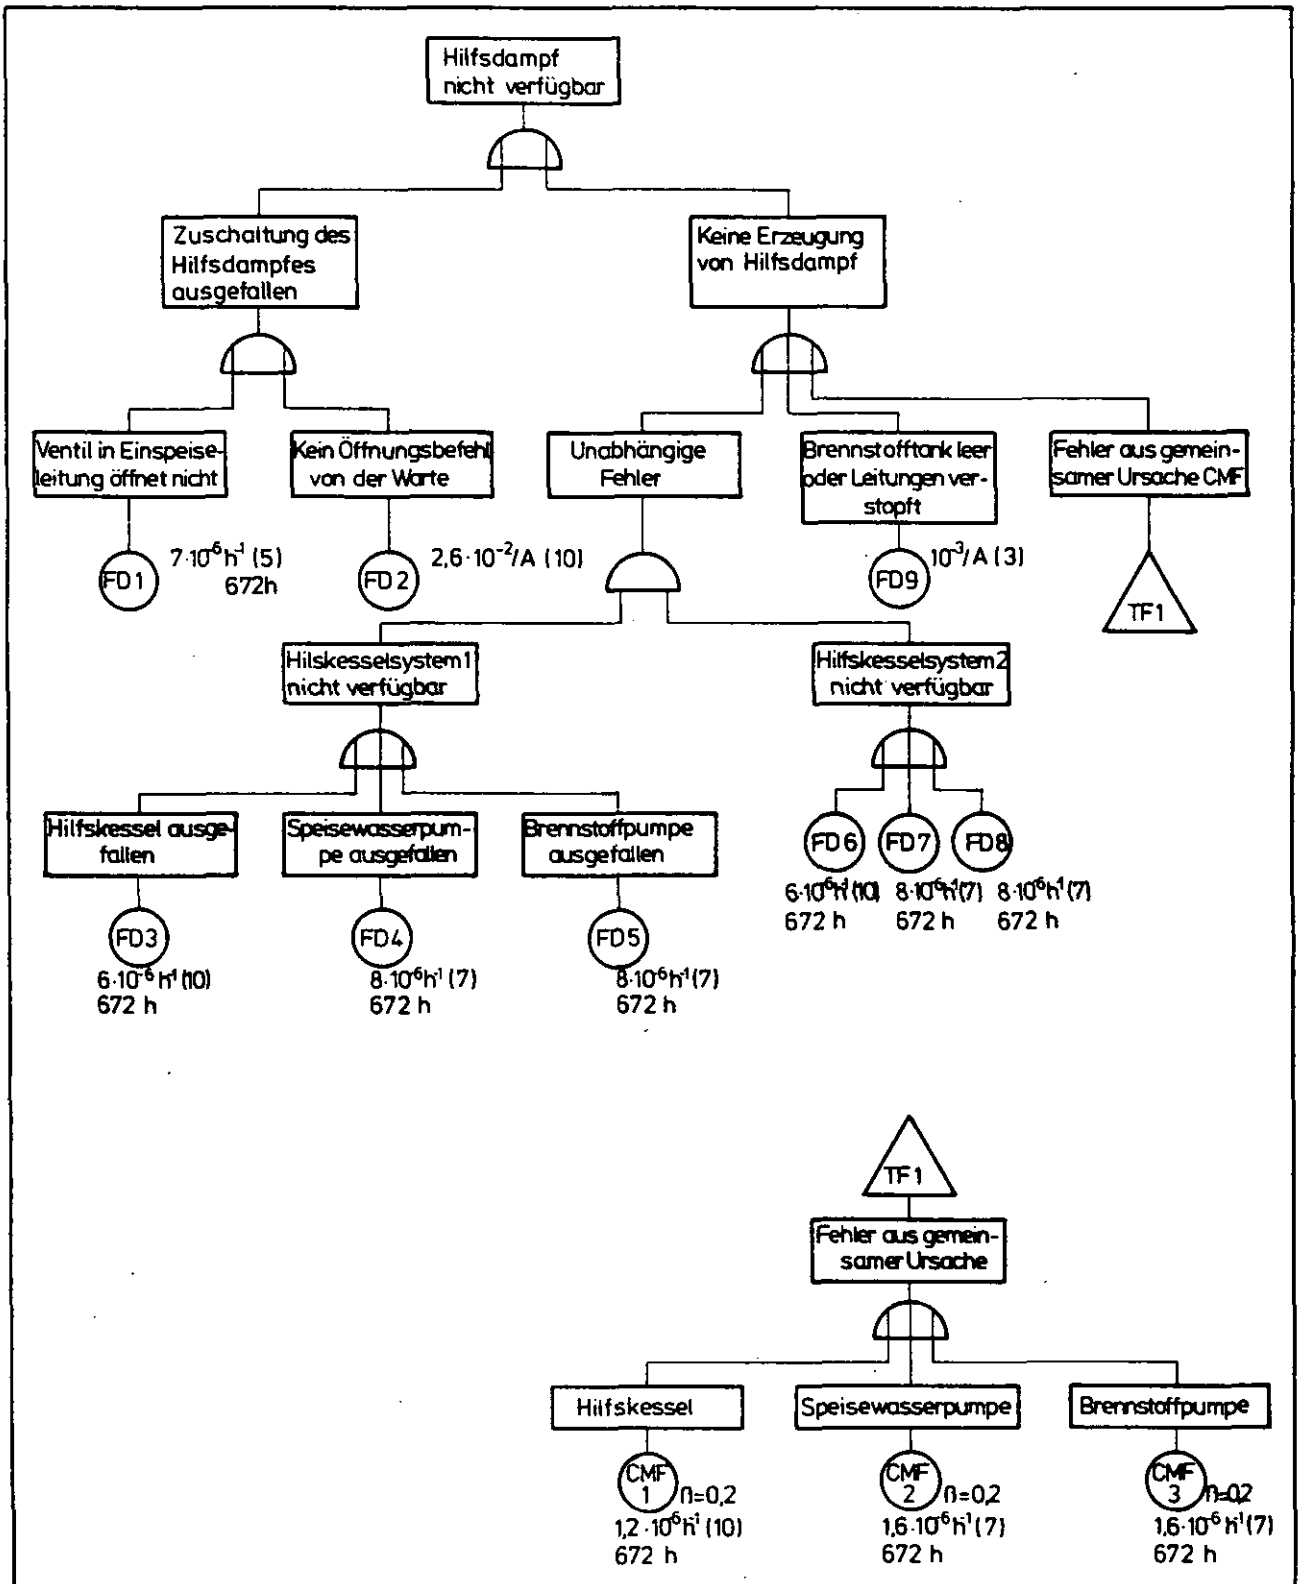 Hilfsdampf
nicht verfügbar
Zuschaltung des
Hilfsdampfes
ausgefallen
Keine Erzeugung
von Hilfsdampf
Ventil in Einspeise-
leitung öffnet nicht
Kein Öffnungsbefehl
von der Warte
Unabhängige
Fehler
Brennstofftank leer
oder Leitungen ver-
stopft
Fehler aus gemein-
samer Ursache CMF
FD1
7·10⁻⁶h⁻¹ (5)
672h
FD2
2,6·10⁻²/A (10)
FD9
10⁻³/A (3)
TF1
Hilskesselsystem1
nicht verfügbar
Hilfskesselsystem2
nicht verfügbar
Hilfskessel ausge-
fallen
Speisewasserpum-
pe ausgefallen
Brennstoffpumpe
ausgefallen
FD6
FD7
FD8
6·10⁻⁶h⁻¹(10)
672 h
8·10⁻⁶h⁻¹(7)
672 h
8·10⁻⁶h⁻¹(7)
672 h
FD3
FD4
FD5
6·10⁻⁶h⁻¹(10)
672 h
8·10⁻⁶h⁻¹(7)
672 h
8·10⁻⁶h⁻¹(7)
672 h
TF1
Fehler aus gemein-
samer Ursache
Hilfskessel
Speisewasserpumpe
Brennstoffpumpe
CMF
1
β=0,2
1,2·10⁻⁶h⁻¹(10)
672 h
CMF
2
β=0,2
1,6·10⁻⁶h⁻¹(7)
672 h
CMF
3
β=0,2
1,6·10⁻⁶h⁻¹(7)
672 h